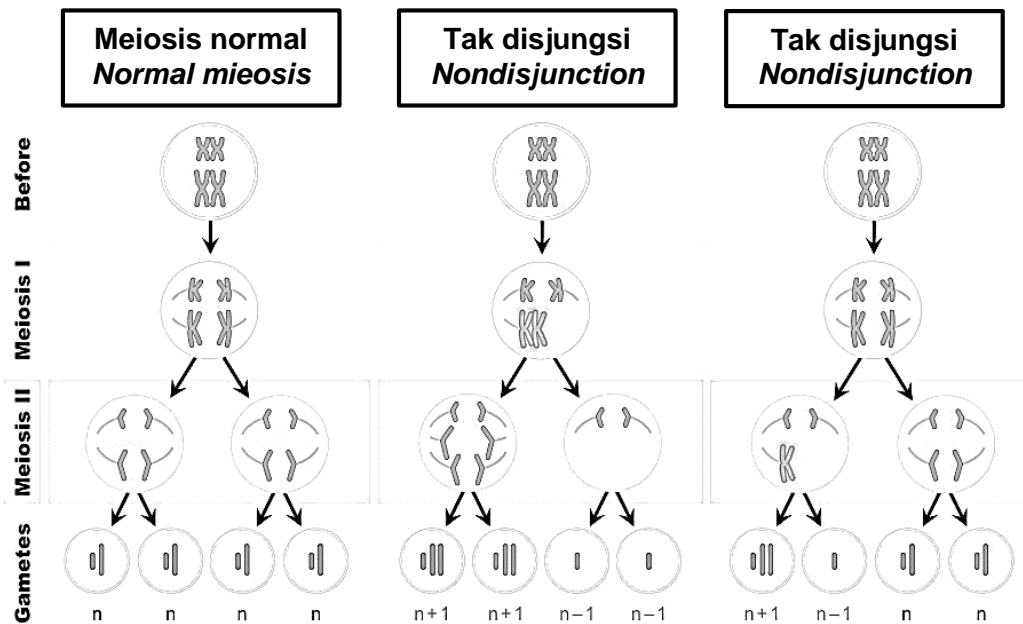 Meiosis normal
Normal mieosis
Tak disjungsi
Nondisjunction
Tak disjungsi
Nondisjunction
Before
Meiosis I
Meiosis II
Gametes
n n n n
n+1 n+1 n-1 n-1
n+1 n-1 n n